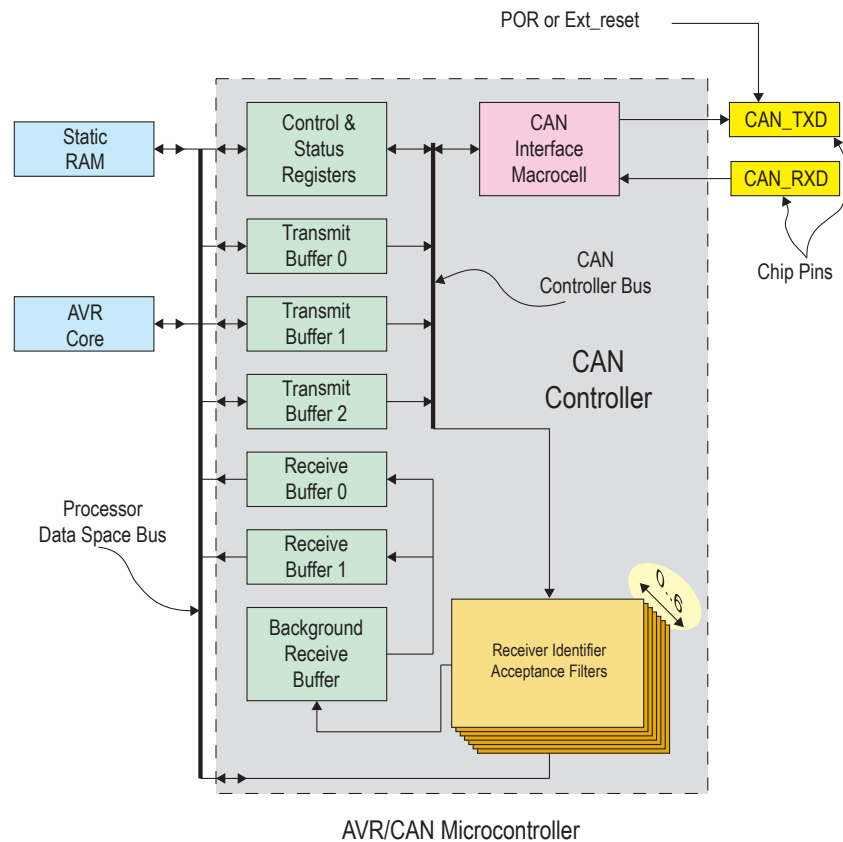 POR or Ext_reset
Static
RAM
Control &
Status
Registers
CAN
Interface
Macrocell
CAN_TXD
CAN_RXD
Transmit
Buffer 0
CAN
Controller Bus
Chip Pins
AVR
Core
Transmit
Buffer 1
CAN
Controller
Transmit
Buffer 2
Receive
Buffer 0
Processor
Data Space Bus
Receive
Buffer 1
0..6
Background
Receive
Buffer
Receiver Identifier
Acceptance Filters
AVR/CAN Microcontroller